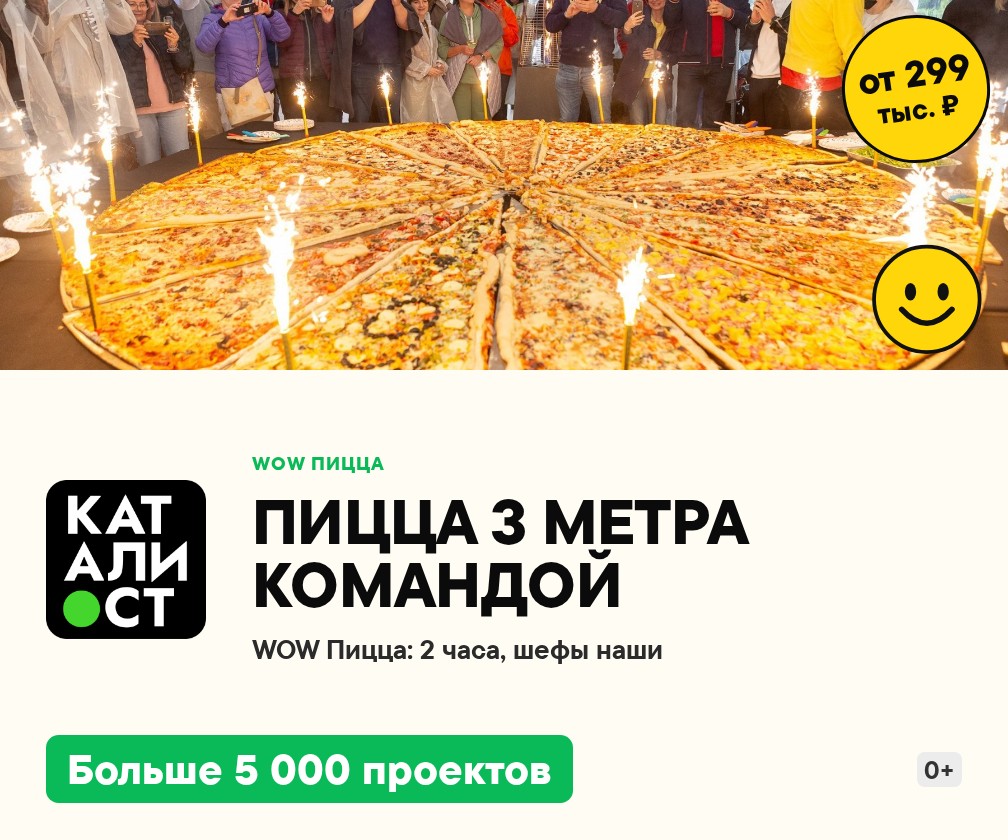 от 299
тыс. ₽
WOW ПИЦЦА
КАТ
АЛИ
СТ
ПИЦЦА 3 МЕТРА
КОМАНДОЙ
WOW Пицца: 2 часа, шефы наши
Больше 5 000 проектов
0+